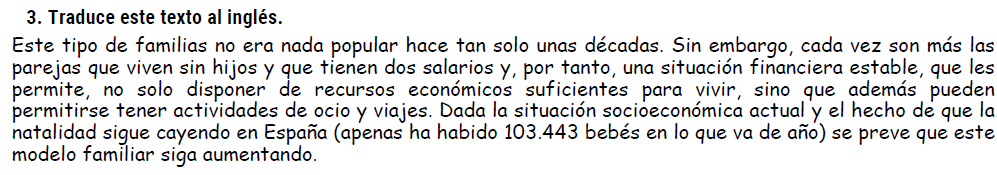 3. Traduce este texto al inglés.
Este tipo de familias no era nada popular hace tan solo unas décadas. Sin embargo, cada vez son más las
parejas que viven sin hijos y que tienen dos salarios y, por tanto, una situación financiera estable, que les
permite, no solo disponer de recursos económicos suficientes para vivir, sino que además pueden
permitirse tener actividades de ocio y viajes. Dada la situación socioeconómica actual y el hecho de que la
natalidad sigue cayendo en España (apenas ha habido 103.443 bebés en lo que va de año) se preve que este
modelo familiar siga aumentando.